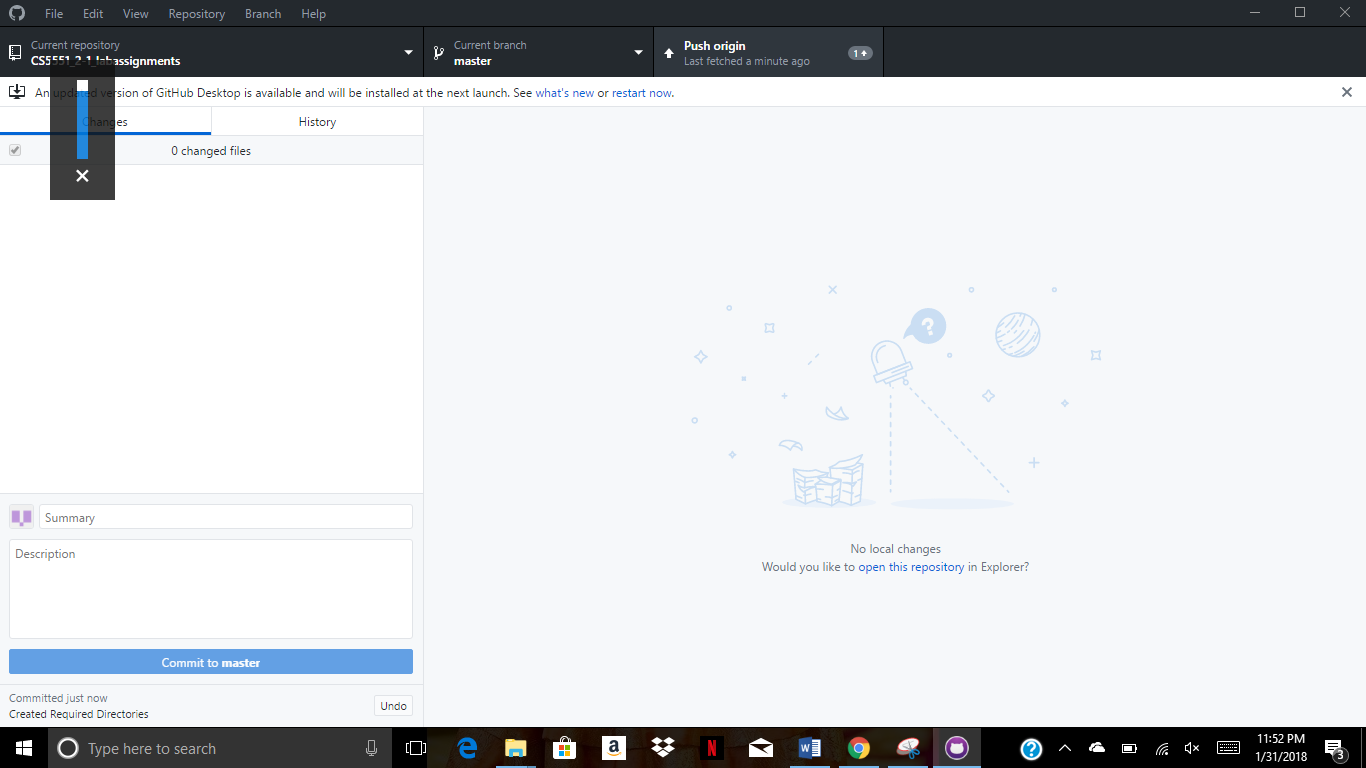 File Edit View Repository Branch Help
Current repository
CS5551_2-1_labassignments
Current branch
master
Push origin
Last fetched a minute ago
1
An updated version of GitHub Desktop is available and will be installed at the next launch. See what's new or restart now.
Changes
History
0 changed files
?
No local changes
Would you like to open this repository in Explorer?
Summary
Description
Commit to master
Committed just now
Created Required Directories
Undo
Type here to search
11:52 PM
1/31/2018
3